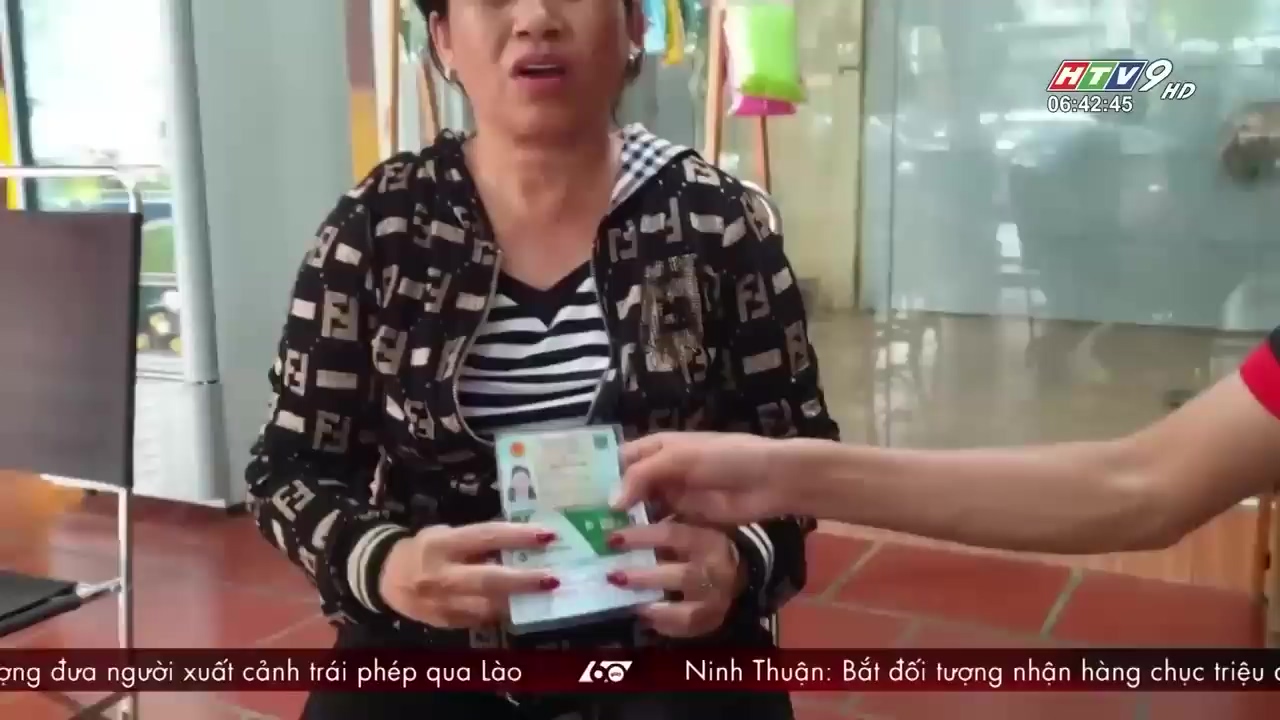 HTV9 HD
06:42:45
ợng đưa người xuất cảnh trái phép qua Lào 60 Ninh Thuận: Bắt đối tượng nhận hàng chục triệu